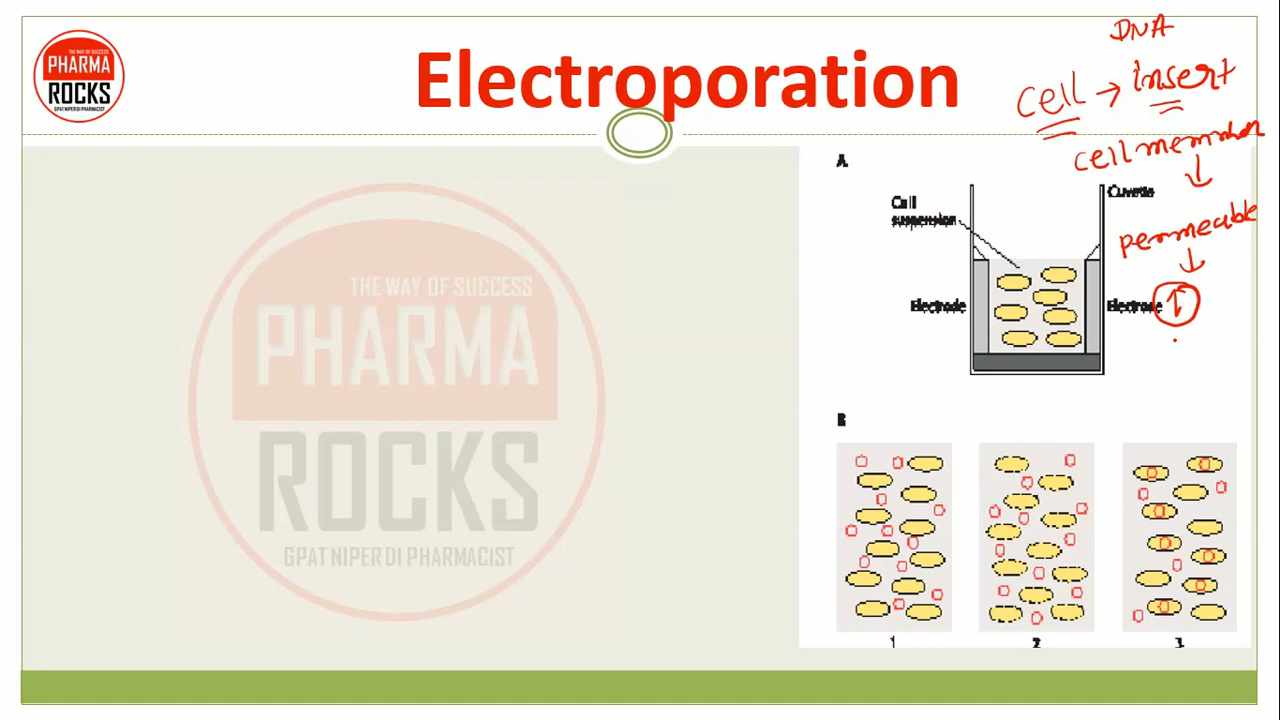 THE WAY OF SUCCESS
PHARMA
ROCKS
GPAT NIPER DI PHARMACIST
Electroporation
DNA
cell → insert
cell memnbr
↓
permeable
↓
↑
A
Cell
suspension
Cuvette
Electrode
Electrode
B
1
2
3
THE WAY OF SUCCESS
PHARMA
ROCKS
GPAT NIPER DI PHARMACIST